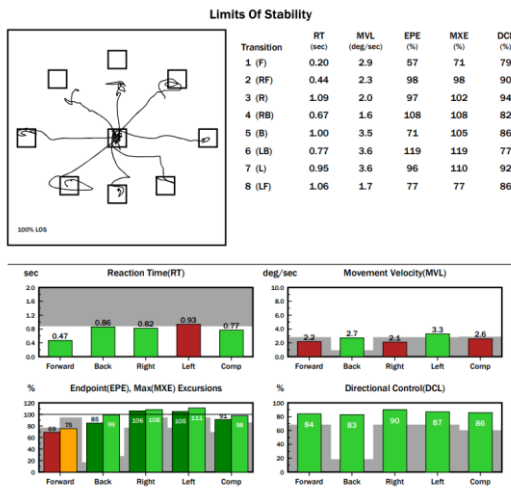 Limits Of Stability
Transition RT (sec) MVL (deg/sec) EPE (%) MXE (%) DCL (%)
1 (F) 0.20 2.9 57 71 79
2 (RF) 0.44 2.3 98 98 90
3 (R) 1.09 2.0 97 102 94
4 (RB) 0.67 1.6 108 108 82
5 (B) 1.00 3.5 71 105 86
6 (LB) 0.77 3.6 119 119 77
7 (L) 0.95 3.6 96 110 92
8 (LF) 1.06 1.7 77 77 86
100% LOS
sec Reaction Time(RT)
2.0
1.6
1.2
0.8
0.4
0.0
0.47 0.86 0.82 0.93 0.77
Forward Back Right Left Comp
deg/sec Movement Velocity(MVL)
10.0
8.0
6.0
4.0
2.0
0.0
2.2 2.7 2.1 3.3 2.6
Forward Back Right Left Comp
% Endpoint(EPE), Max(MXE) Excursions
120
100
80
60
40
20
0
69 75 85 99 106 108 105 111 91 98
Forward Back Right Left Comp
% Directional Control(DCL)
100
80
60
40
20
0
84 83 90 87 86
Forward Back Right Left Comp